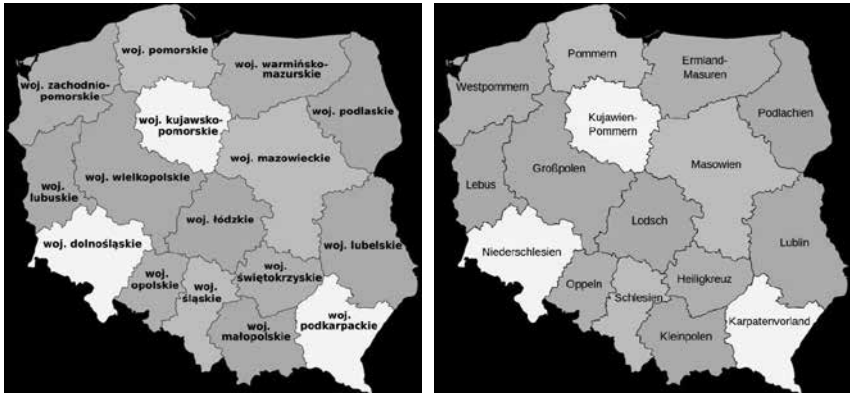 woj. pomorskie
woj. warmińsko-
mazurskie
woj. zachodnio-
pomorskie
woj. kujawsko-
pomorskie
woj. podlaskie
woj. mazowieckie
woj. wielkopolskie
woj.
lubuskie
woj. łódzkie
woj. lubelskie
woj. dolnośląskie
woj.
opolskie
woj.
śląskie
woj.
świętokrzyskie
woj.
podkarpackie
woj.
małopolskie
Pommern
Ermland-
Masuren
Westpommern
Kujawien-
Pommern
Podlachien
Masowien
Großpolen
Lebus
Lodsch
Lublin
Niederschlesien
Oppeln
Schlesien
Heiligkreuz
Karpatenvorland
Kleinpolen